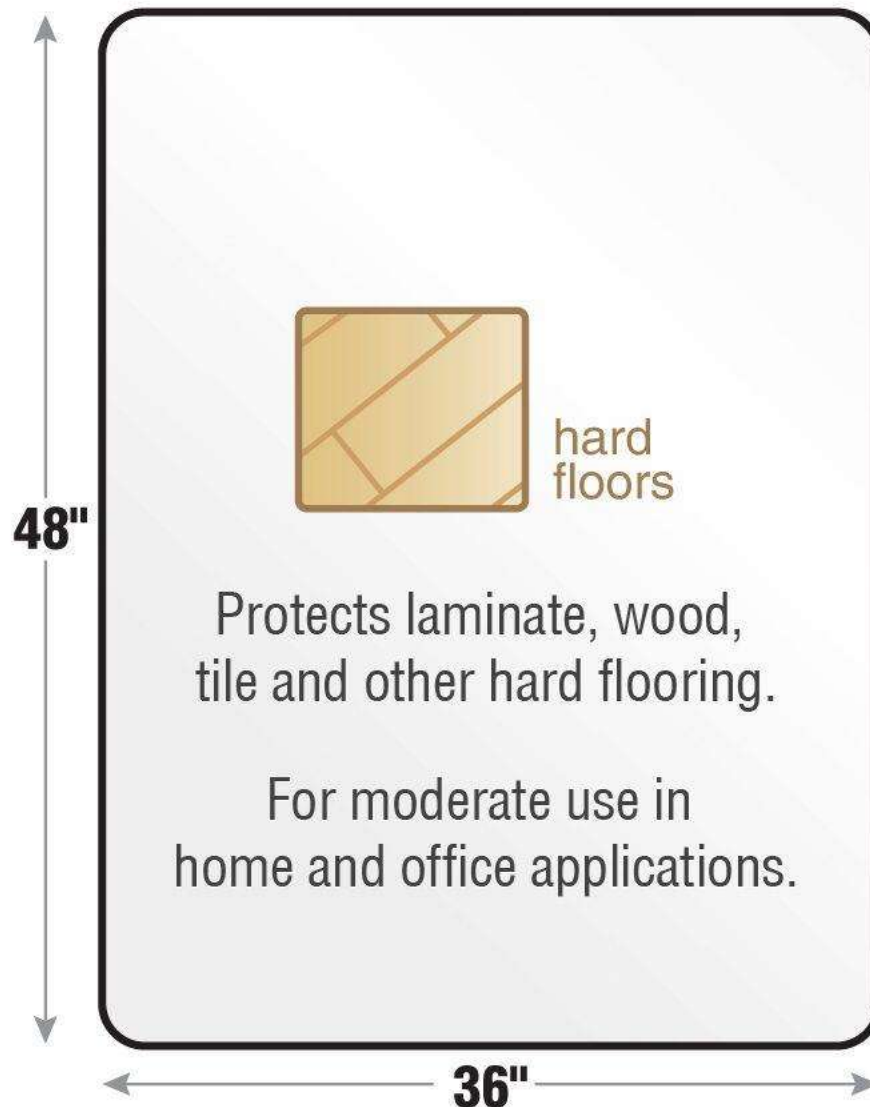 hard
floors
48"
Protects laminate, wood,
tile and other hard flooring.
For moderate use in
home and office applications.
36"